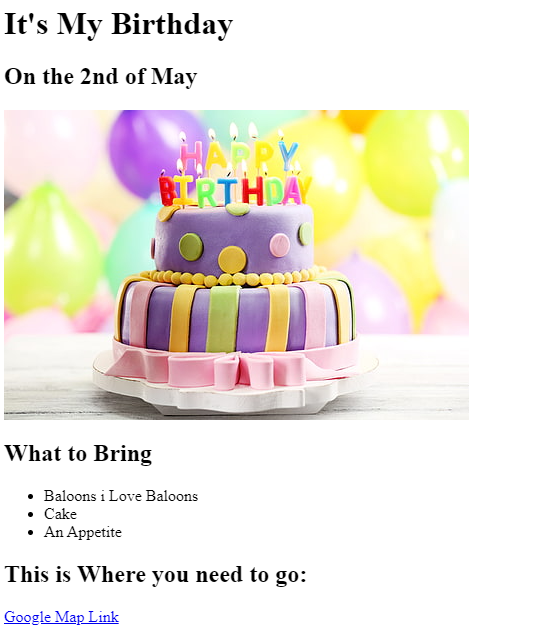 It's My Birthday
On the 2nd of May
HAPPY
BIRTHDAY
What to Bring
Baloons i Love Baloons
Cake
An Appetite
This is Where you need to go:
Google Map Link